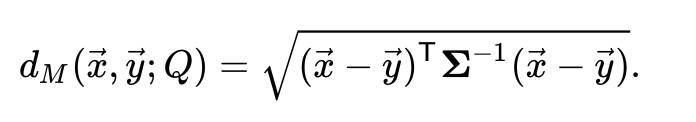 d_M(\vec{x}, \vec{y}; Q) = \sqrt{(\vec{x} - \vec{y})^\mathsf{T} \mathbf{\Sigma}^{-1} (\vec{x} - \vec{y})}.